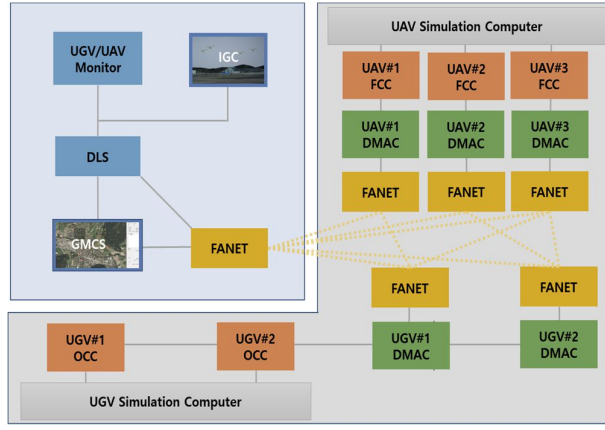 UGV/UAV
Monitor
IGC
DLS
GMCS
FANET
UAV Simulation Computer
UAV#1
FCC
UAV#2
FCC
UAV#3
FCC
UAV#1
DMAC
UAV#2
DMAC
UAV#3
DMAC
FANET
FANET
FANET
FANET
FANET
UGV#1
OCC
UGV#2
OCC
UGV#1
DMAC
UGV#2
DMAC
UGV Simulation Computer